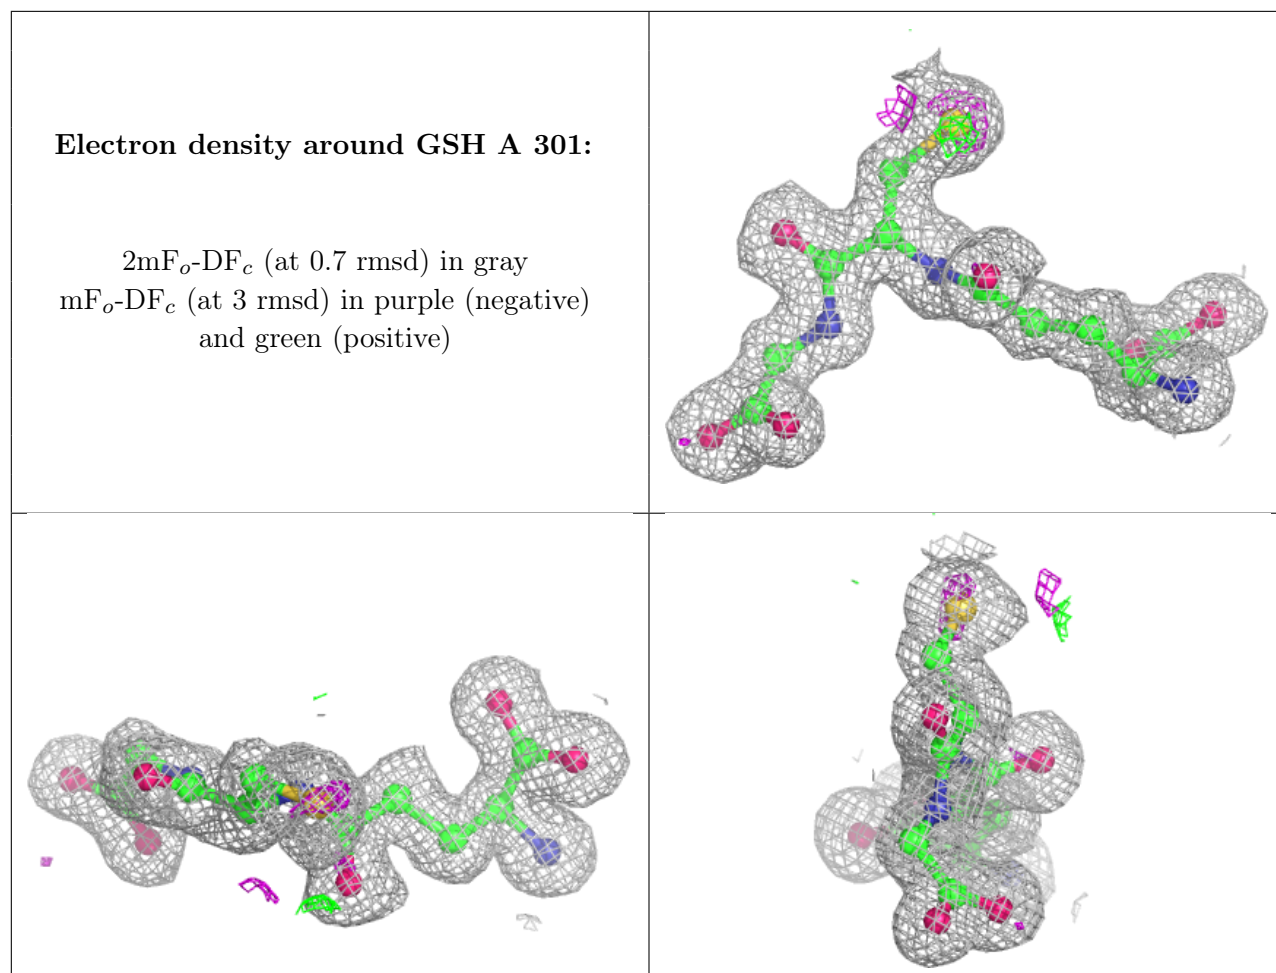 Electron density around GSH A 301:
2mFo-DFc (at 0.7 rmsd) in gray
mFo-DFc (at 3 rmsd) in purple (negative)
and green (positive)